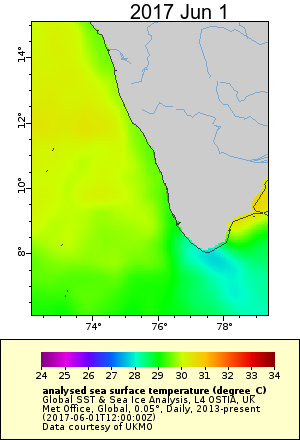 2017 Jun 1
14°
12°
10°
8°
74° 76° 78°
24 25 26 27 28 29 30 31 32 33 34
analysed sea surface temperature (degree_C)
Global SST & Sea Ice Analysis, L4 OSTIA, UK
Met Office, Global, 0.05°, Daily, 2013-present
(2017-06-01T12:00:00Z)
Data courtesy of UKMO